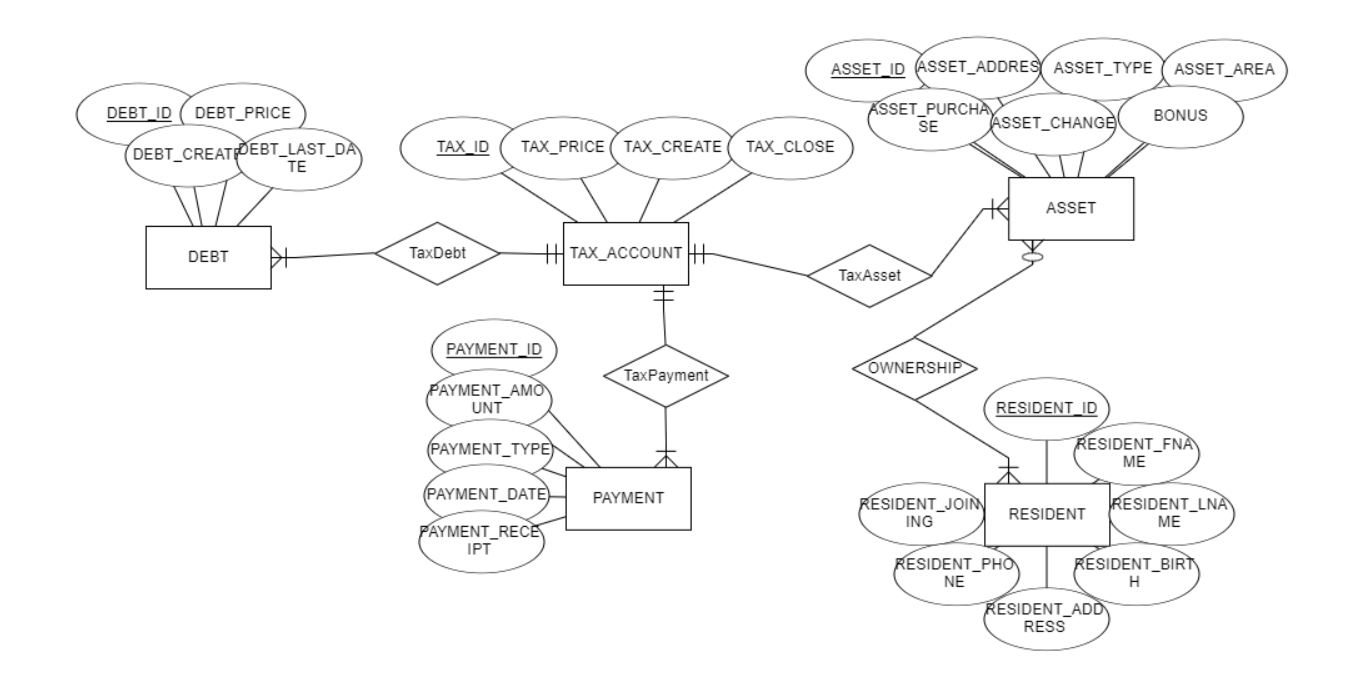 ASSET_ID
ASSET_ADDRES
ASSET_TYPE
ASSET_AREA
ASSET_PURCHA
SE
ASSET_CHANGE
BONUS
ASSET
DEBT_ID
DEBT_PRICE
DEBT_CREATE
DEBT_LAST_DA
TE
DEBT
TaxDebt
TAX_ID
TAX_PRICE
TAX_CREATE
TAX_CLOSE
TAX_ACCOUNT
TaxAsset
PAYMENT_ID
PAYMENT_AMO
UNT
PAYMENT_TYPE
PAYMENT_DATE
PAYMENT_RECE
IPT
PAYMENT
TaxPayment
OWNERSHIP
RESIDENT_ID
RESIDENT_FNA
ME
RESIDENT_JOIN
ING
RESIDENT
RESIDENT_LNA
ME
RESIDENT_PHO
NE
RESIDENT_BIRT
H
RESIDENT_ADD
RESS